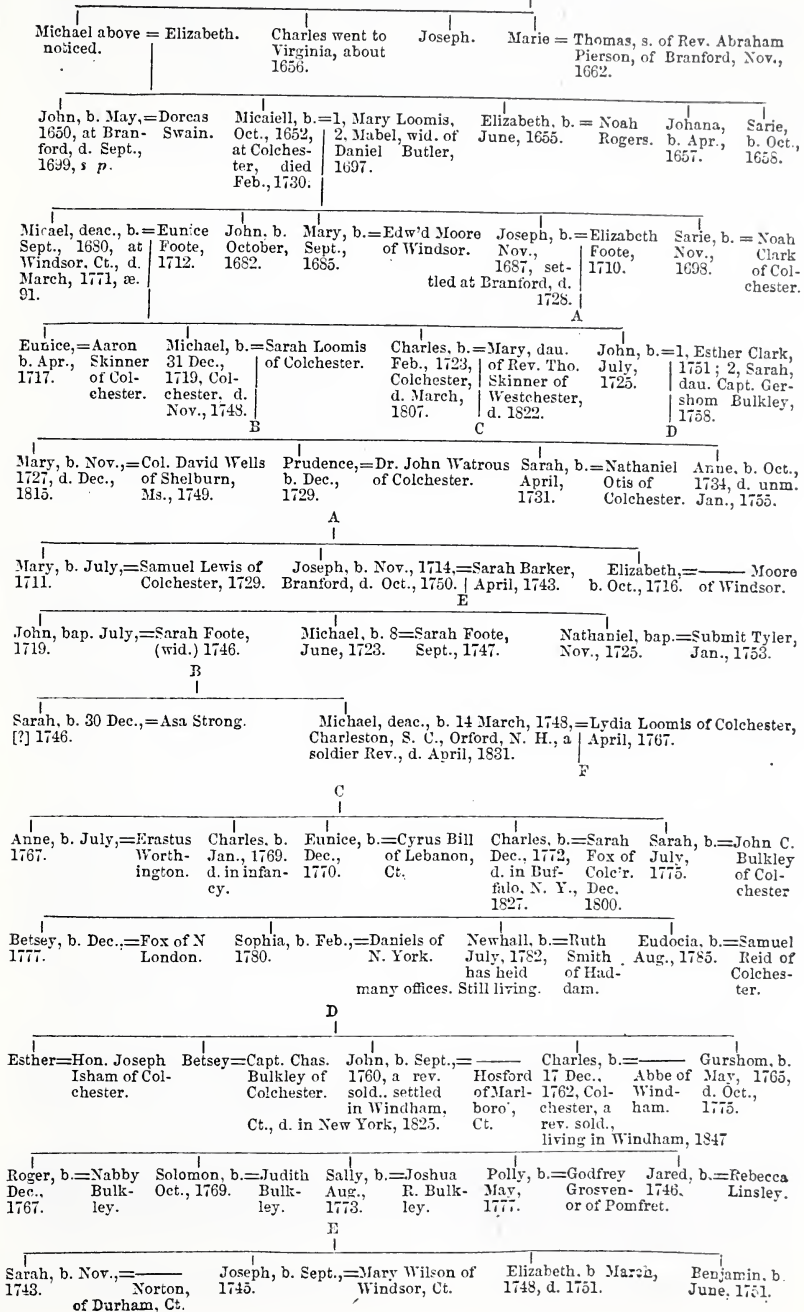 Michael above = Elizabeth. Charles went to Joseph. Marie = Thomas, s. of Rev. Abraham
noticed. Virginia, about Pierson, of Branford, Nov.,
1656. 1662.
John, b. May,=Dorcas Micaiell, b.=1, Mary Loomis, Elizabeth, b. = Noah Johana, Sarie,
1650, at Bran- Swain. Oct., 1652, 2. Mabel, wid. of June, 1655. Rogers. b. Apr., b. Oct.,
ford, d. Sept., at Colches- Daniel Butler, 1657. 1658.
1699, s p. ter, died 1697.
Feb., 1730.
Micael, deac., b.=Eunice John, b. Mary, b.=Edw'd Moore Joseph, b.=Elizabeth Sarie, b. = Noah
Sept., 1680, at Foote, October, Sept., of Windsor. Nov., Foote, Nov., Clark
Windsor, Ct., d. 1712. 1682. 1685. 1687, set- 1710. 1698. of Col-
March, 1771, æ. tled at Branford, d. chester.
91. 1728.
A
Eunice,=Aaron Michael, b.=Sarah Loomis Charles, b.=Mary, dau. John, b.=1, Esther Clark,
b. Apr., Skinner 31 Dec., of Colchester. Feb., 1723, of Rev. Tho. July, 1751; 2, Sarah,
1717. of Col- 1719, Col- Colchester, Skinner of 1725. dau. Capt. Ger-
chester. chester, d. d. March, Westchester, shom Bulkley,
Nov., 1748. 1807. d. 1822. 1758.
B C D
Mary, b. Nov.,=Col. David Wells Prudence,=Dr. John Watrous Sarah, b.=Nathaniel Anne, b. Oct.,
1727, d. Dec., of Shelburn, b. Dec., of Colchester. April, Otis of 1734, d. unm.
1815. Ms., 1749. 1729. 1731. Colchester. Jan., 1755.
A
Mary, b. July,=Samuel Lewis of Joseph, b. Nov., 1714,=Sarah Barker, Elizabeth,=—— Moore
1711. Colchester, 1729. Branford, d. Oct., 1750. April, 1743. b. Oct., 1716. of Windsor.
E
John, bap. July,=Sarah Foote, Michael, b. 8=Sarah Foote, Nathaniel, bap.=Submit Tyler,
1719. (wid.) 1746. June, 1723. Sept., 1747. Nov., 1725. Jan., 1753.
B
Sarah, b. 30 Dec.,=Asa Strong. Michael, deac., b. 14 March, 1748,=Lydia Loomis of Colchester,
[?] 1746. Charleston, S. C., Orford, N. H., a April, 1767.
soldier Rev., d. April, 1831.
F
C
Anne, b. July,=Erastus Charles, b. Eunice, b.=Cyrus Bill Charles, b.=Sarah Sarah, b.=John C.
1767. Worth- Jan., 1769. Dec., of Lebanon, Dec., 1772, Fox of July, Bulkley
ington. d. in infan- 1770. Ct. d. in Buf- Colc'r. 1775. of Col-
cy. falo, N. Y., Dec. chester
1827. 1800.
Betsey, b. Dec.,=Fox of N Sophia, b. Feb.,=Daniels of Newhall, b.=Ruth Eudocia, b.=Samuel
1777. London. 1780. N. York. July, 1782, Smith Aug., 1785. Reid of
has held of Had- Colches-
many offices. Still living. dam. ter.
D
Esther=Hon. Joseph Betsey=Capt. Chas. John, b. Sept.,=—— Charles, b.=—— Gurshom, b.
Isham of Col- Bulkley of 1760, a rev. Hosford 17 Dec., Abbe of May, 1765,
chester. Colchester. sold., settled of Marl- 1762, Col- Wind- d. Oct.,
in Windham, boro', chester, a ham. 1775.
Ct., d. in New York, 1825. Ct. rev. sold.,
living in Windham, 1847
Roger, b.=Nabby Solomon, b.=Judith Sally, b.=Joshua Polly, b.=Godfrey Jared, b.=Rebecca
Dec., Bulk- Oct., 1769. Bulk- Aug., R. Bulk- May, Grosven- 1746. Linsley.
1767. ley. ley. 1773. ley. 1777. or of Pomfret.
E
Sarah, b. Nov.,=—— Joseph, b. Sept.,=Mary Wilson of Elizabeth, b March, Benjamin, b.
1743. Norton, 1745. Windsor, Ct. 1748, d. 1751. June, 1751.
of Durham, Ct.